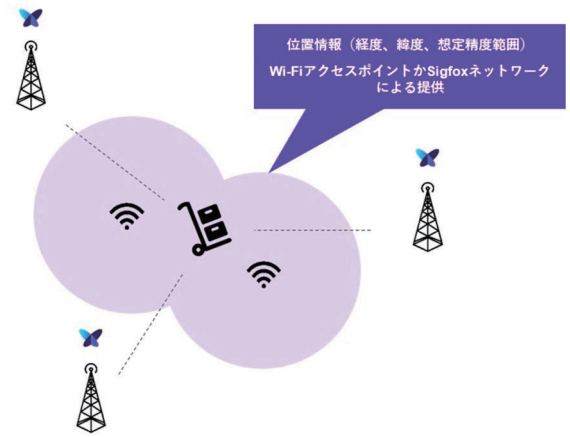 位置情報（経度、緯度、想定精度範囲）
Wi-FiアクセスポイントかSigfoxネットワーク
による提供